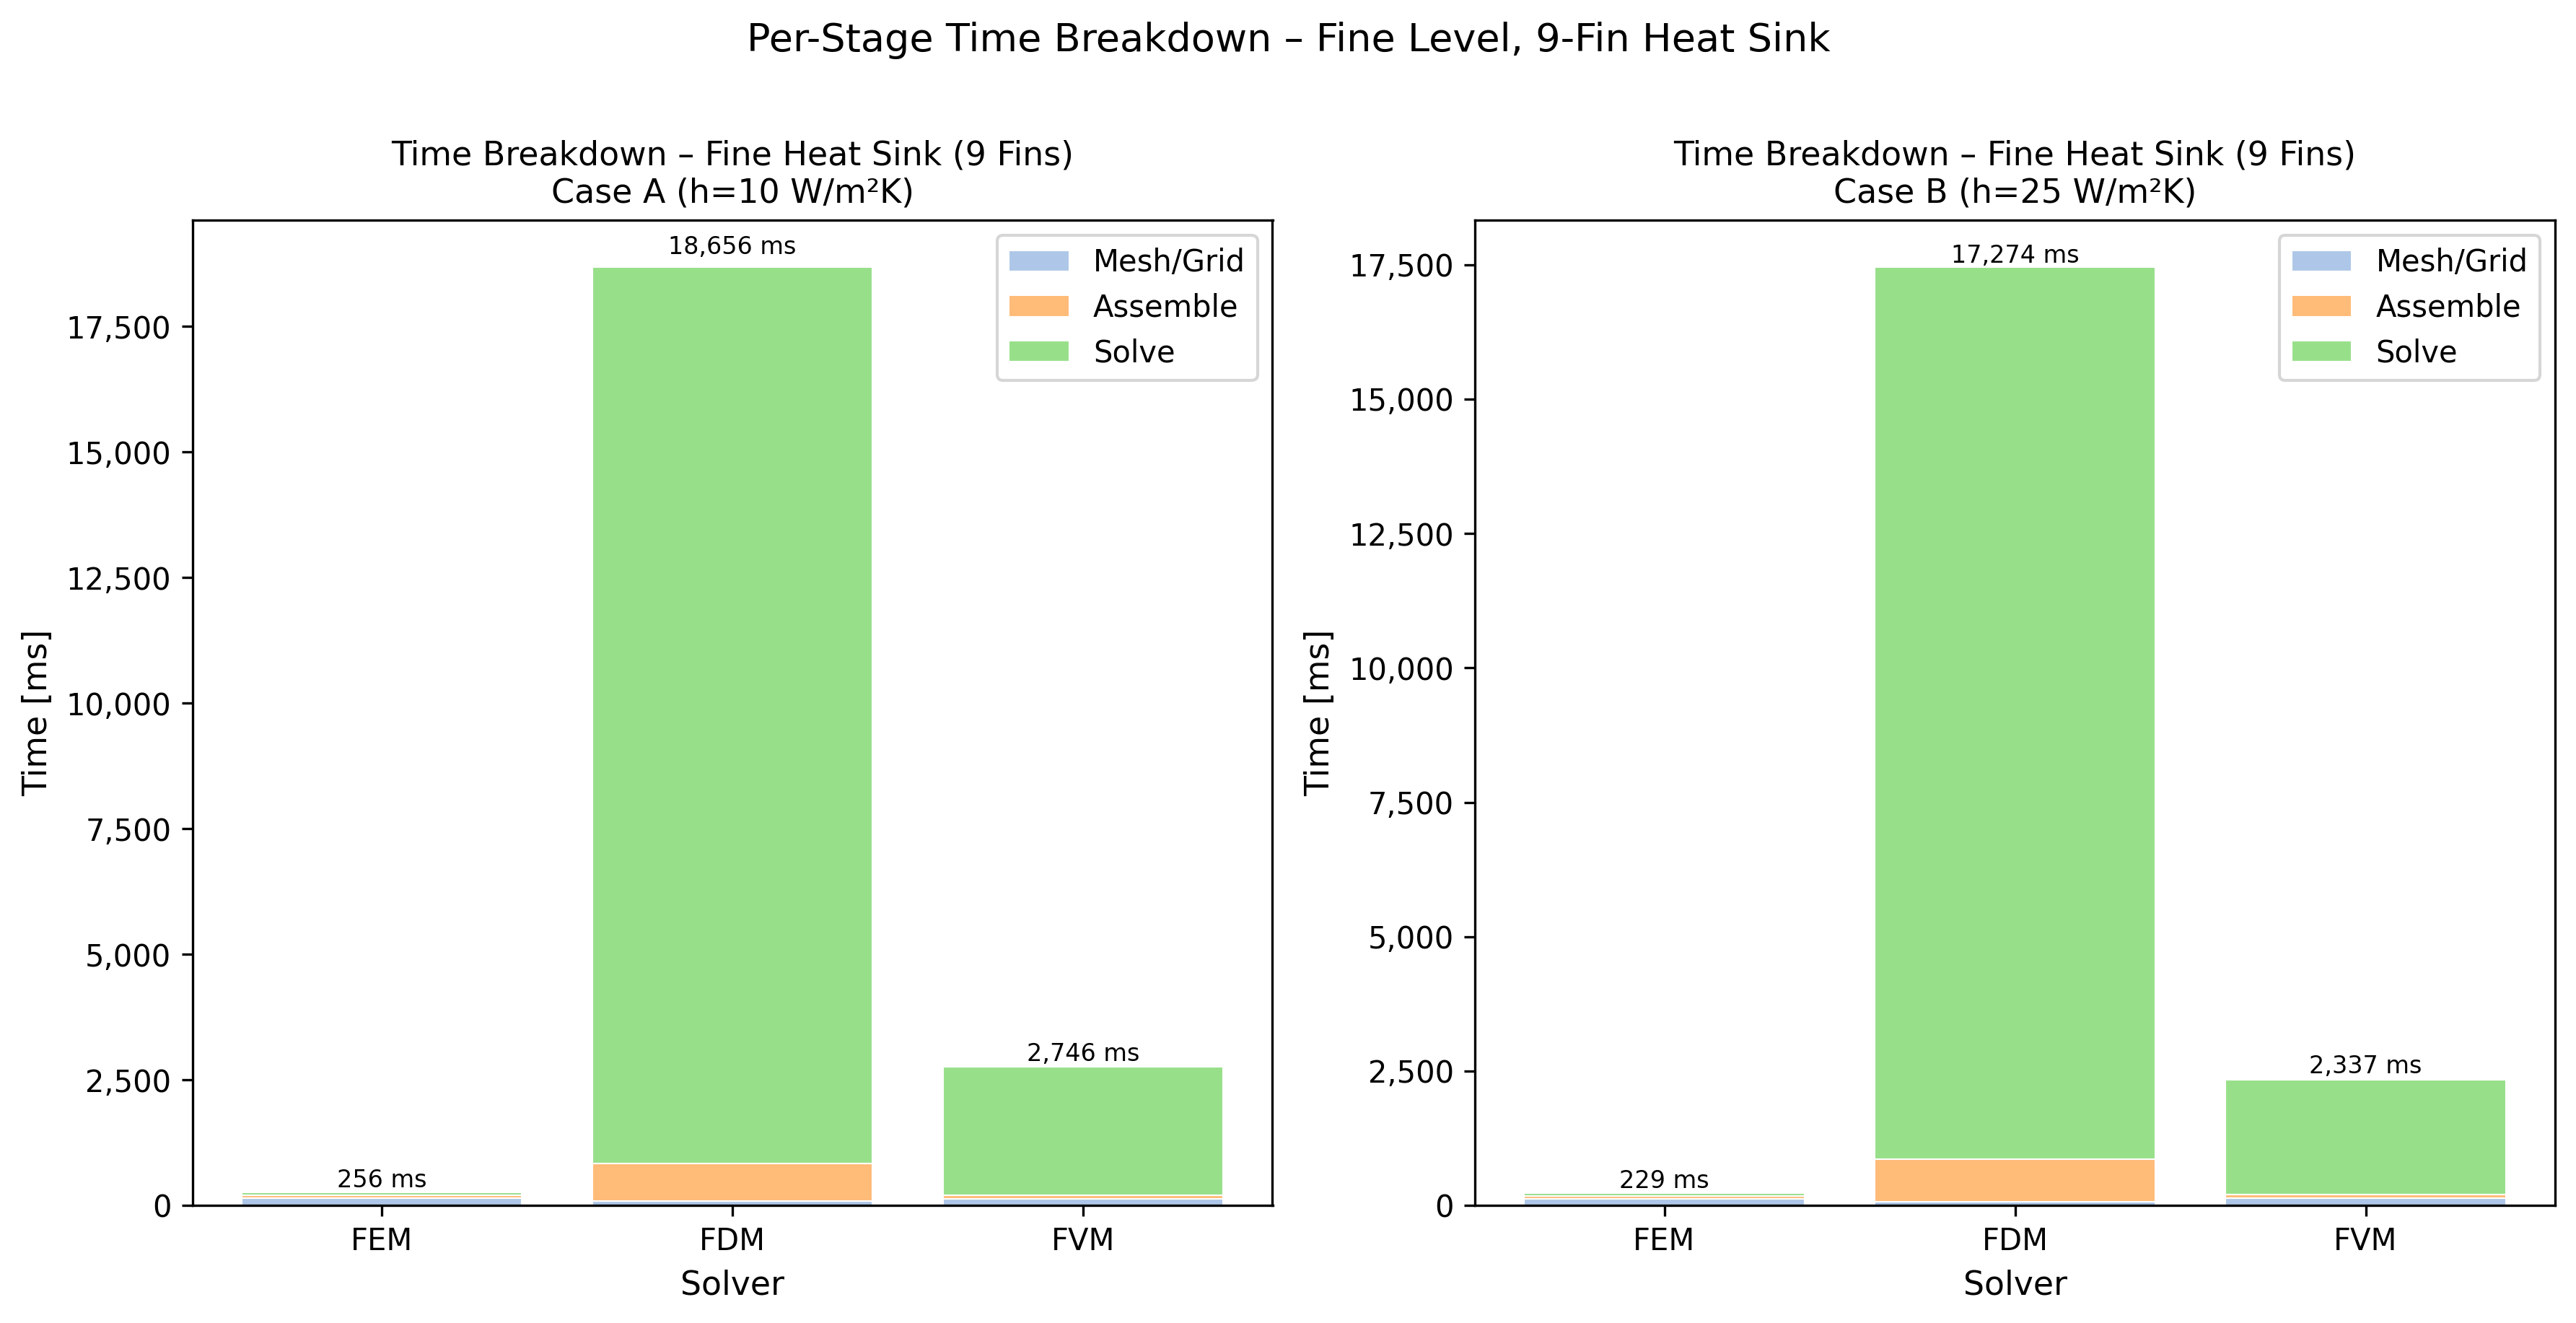 Per-Stage Time Breakdown – Fine Level, 9-Fin Heat Sink
Time Breakdown – Fine Heat Sink (9 Fins)
Case A (h=10 W/m²K)
18,656 ms
Mesh/Grid
Assemble
Solve
17,500
15,000
12,500
10,000
7,500
5,000
2,500
0
Time [ms]
2,746 ms
256 ms
FEM
FDM
FVM
Solver
Time Breakdown – Fine Heat Sink (9 Fins)
Case B (h=25 W/m²K)
17,274 ms
Mesh/Grid
Assemble
Solve
17,500
15,000
12,500
10,000
7,500
5,000
2,500
0
Time [ms]
2,337 ms
229 ms
FEM
FDM
FVM
Solver